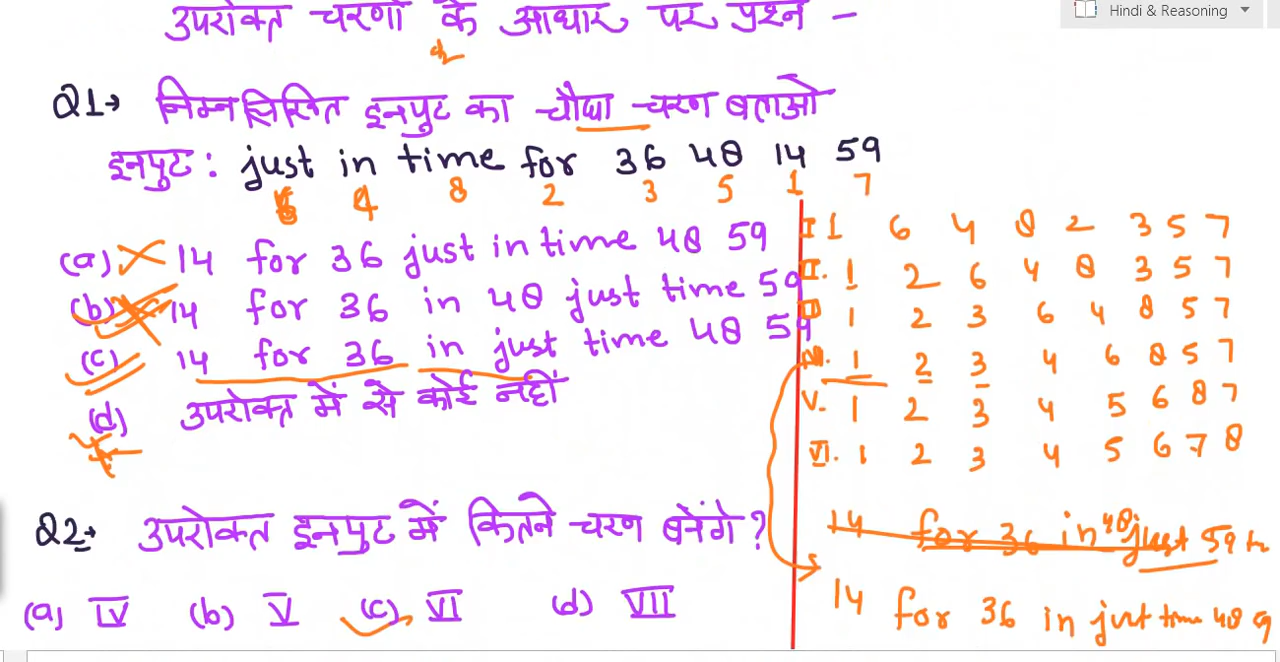 Hindi & Reasoning
उपरोक्त चरणों के आधार पर प्रश्न -
Q1→ निम्नलिखित इनपुट का चौथा चरण बताओ
इनपुट : just in time for 36 48 14 59
6 4 8 2 3 5 1 7
(a) 14 for 36 just in time 48 59
(b) 14 for 36 in 48 just time 59
(c) 14 for 36 in just time 48 59
(d) उपरोक्त में से कोई नहीं
I 1 6 4 8 2 3 5 7
II. 1 2 6 4 8 3 5 7
1 2 3 6 4 8 5 7
1 2 3 4 6 8 5 7
V. 1 2 3 4 5 6 8 7
VI. 1 2 3 4 5 6 7 8
14 for 36 in 48 just 59
14 for 36 in just time 48 59
Q2→ उपरोक्त इनपुट में कितने चरण बनेंगे ?
(a) IV (b) V (c) VI (d) VII